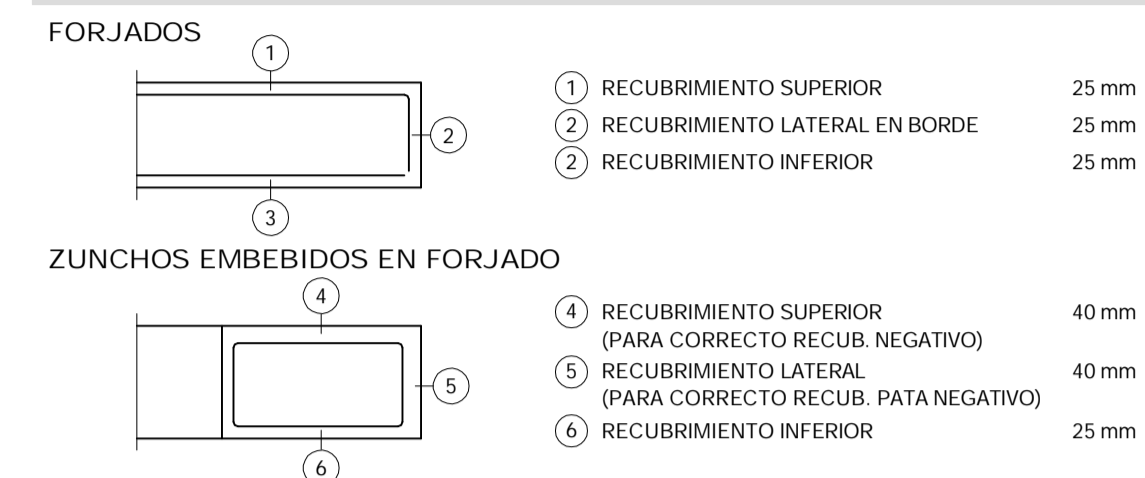 FORJADOS
1
2
3
1 RECUBRIMIENTO SUPERIOR 25 mm
2 RECUBRIMIENTO LATERAL EN BORDE 25 mm
2 RECUBRIMIENTO INFERIOR 25 mm
ZUNCHOS EMBEBIDOS EN FORJADO
4
5
6
4 RECUBRIMIENTO SUPERIOR 40 mm
(PARA CORRECTO RECUB. NEGATIVO)
5 RECUBRIMIENTO LATERAL 40 mm
(PARA CORRECTO RECUB. PATA NEGATIVO)
6 RECUBRIMIENTO INFERIOR 25 mm